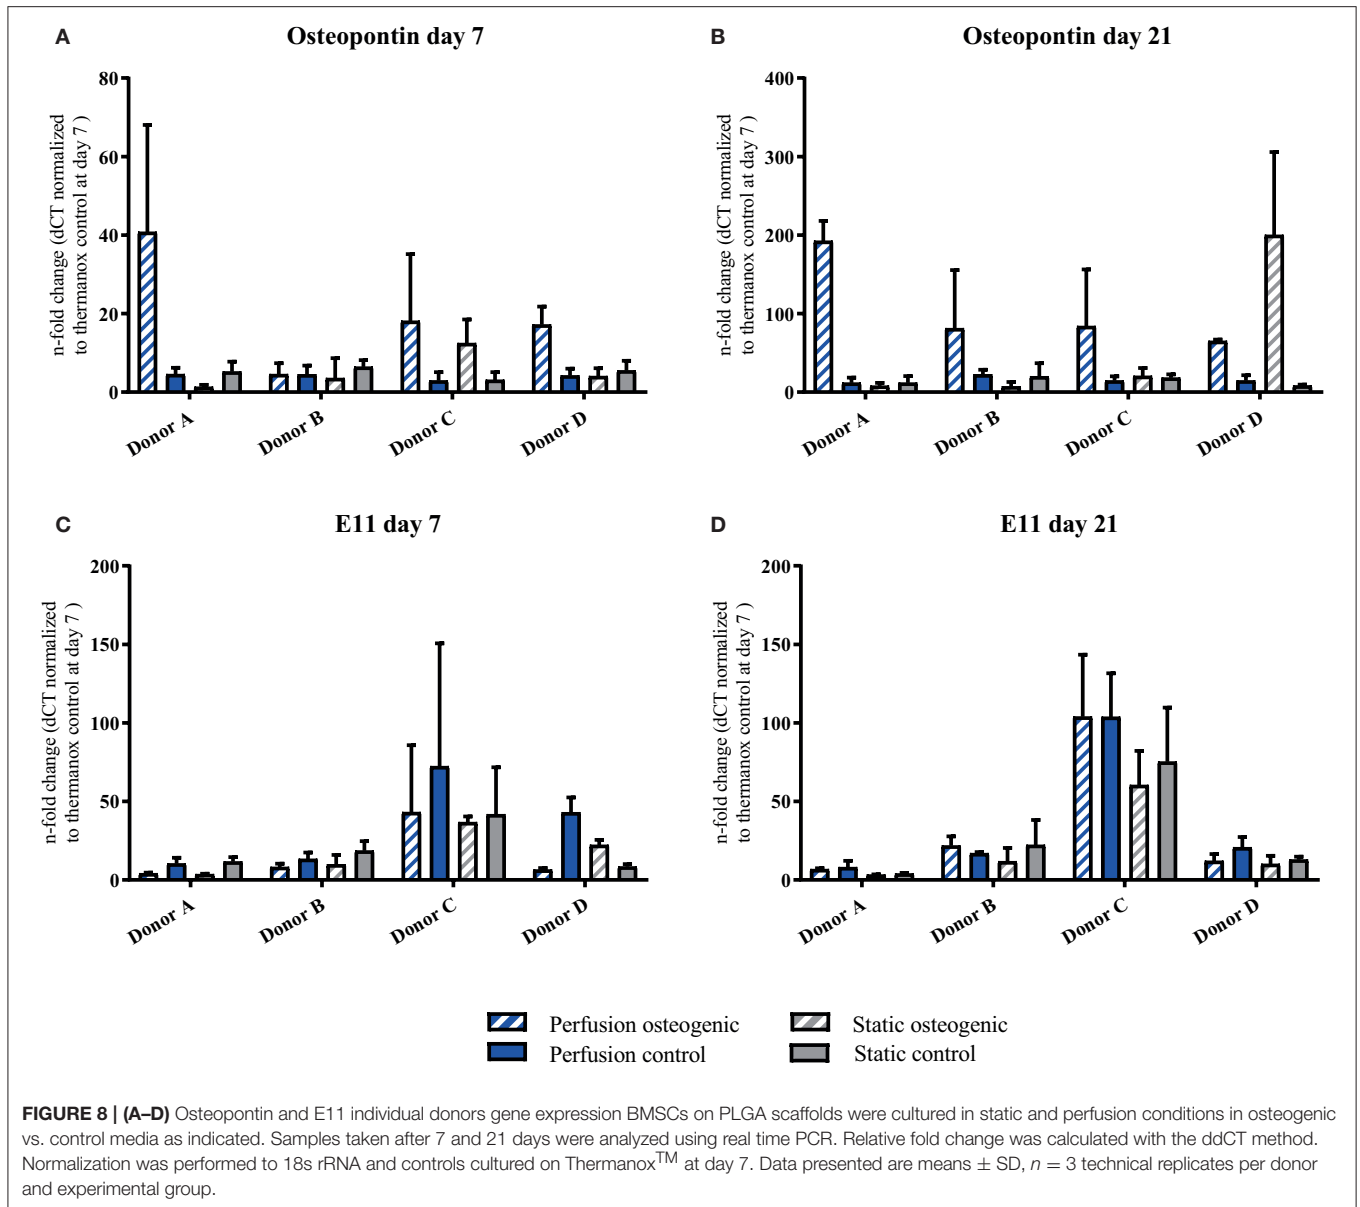 A
Osteopontin day 7
n-fold change (dCT normalized
to thermanox control at day 7 )
80
60
40
20
0
Donor A
Donor B
Donor C
Donor D
B
Osteopontin day 21
n-fold change (dCT normalized
to thermanox control at day 7 )
400
300
200
100
0
Donor A
Donor B
Donor C
Donor D
C
E11 day 7
n-fold change (dCT normalized
to thermanox control at day 7 )
200
150
100
50
0
Donor A
Donor B
Donor C
Donor D
D
E11 day 21
n-fold change (dCT normalized
to thermanox control at day 7 )
200
150
100
50
0
Donor A
Donor B
Donor C
Donor D
Perfusion osteogenic
Perfusion control
Static osteogenic
Static control
FIGURE 8 | (A–D) Osteopontin and E11 individual donors gene expression BMSCs on PLGA scaffolds were cultured in static and perfusion conditions in osteogenic
vs. control media as indicated. Samples taken after 7 and 21 days were analyzed using real time PCR. Relative fold change was calculated with the ddCT method.
Normalization was performed to 18s rRNA and controls cultured on Thermanox™ at day 7. Data presented are means ± SD, n = 3 technical replicates per donor
and experimental group.